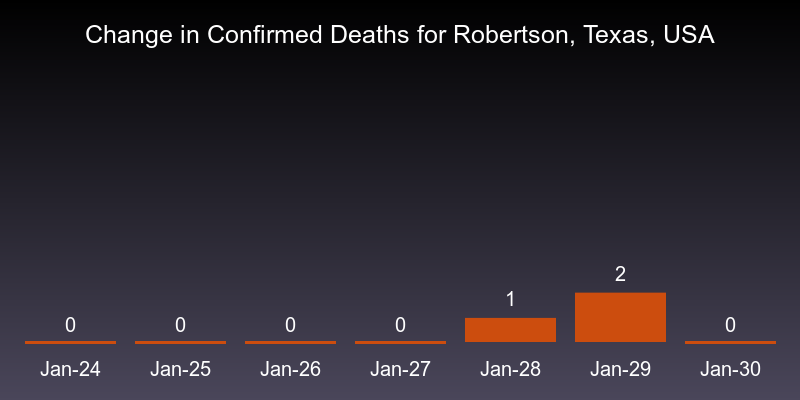 Change in Confirmed Deaths for Robertson, Texas, USA
0 0 0 0 1 2 0
Jan-24 Jan-25 Jan-26 Jan-27 Jan-28 Jan-29 Jan-30